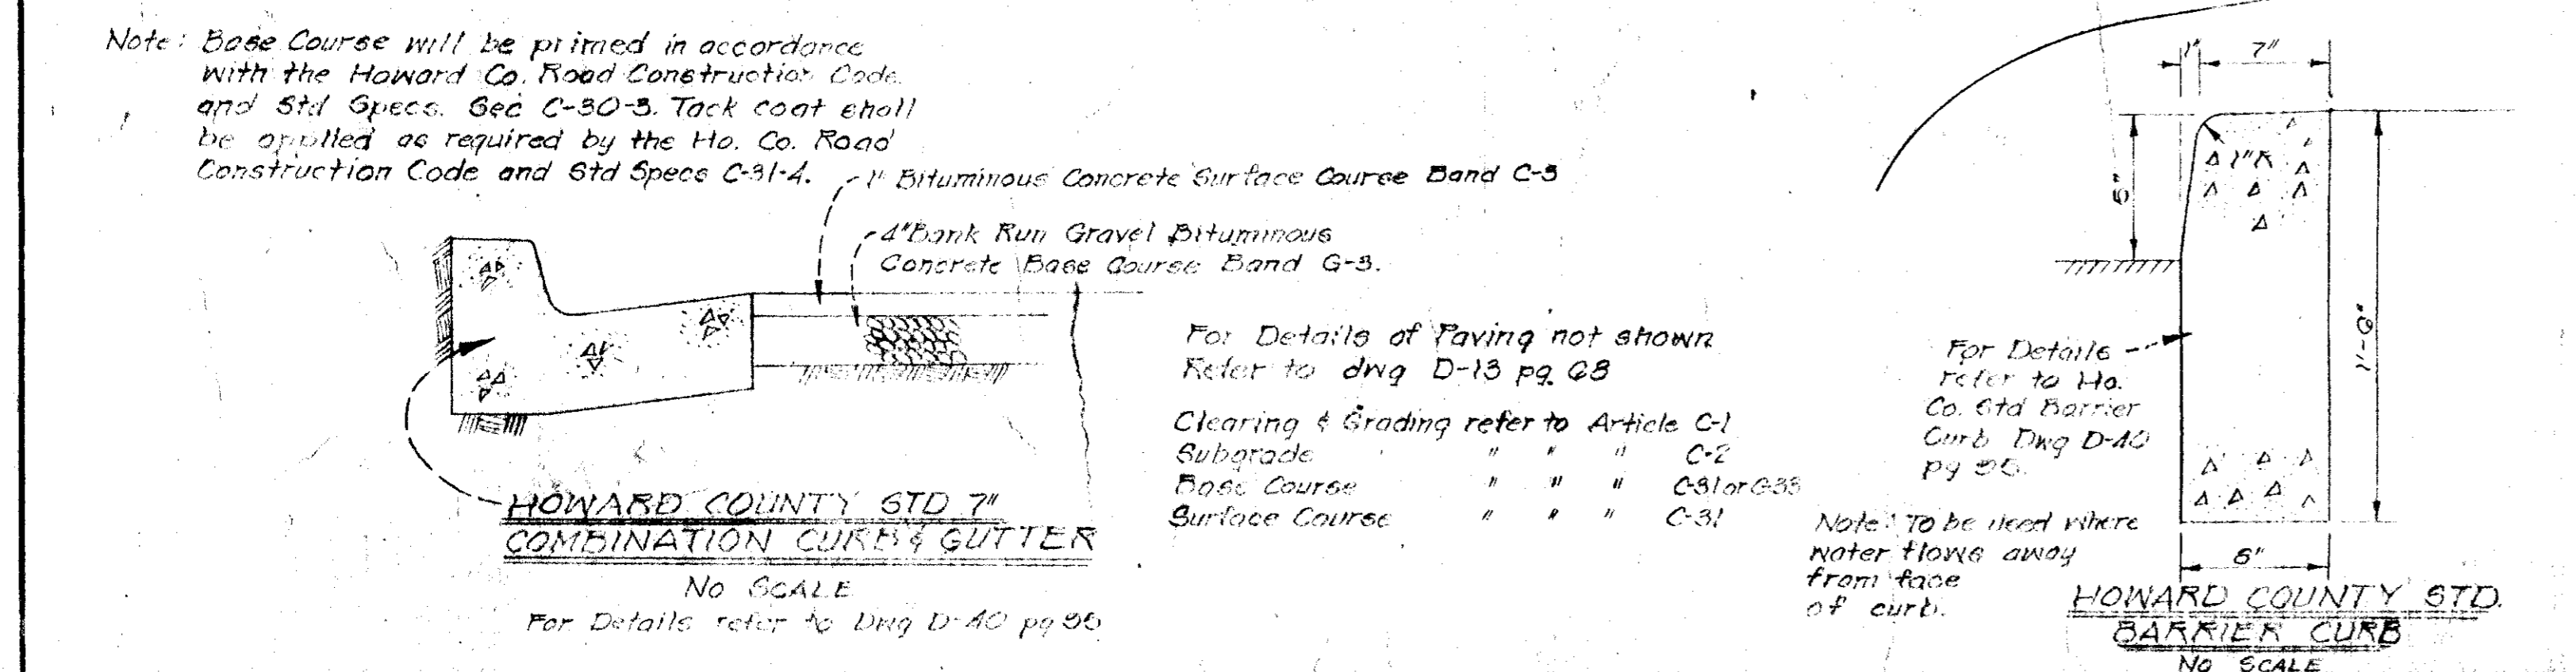 Note: Base Course will be primed in accordance
with the Howard Co. Road Construction Code
and Std Specs. Sec C-30-3. Tack coat shall
be applied as required by the Ho. Co. Road
Construction Code and Std Specs C-31-4.
1" Bituminous Concrete Surface Course Band C-3
4" Bank Run Gravel Bituminous
Concrete Base Course Band G-3.
HOWARD COUNTY STD 7"
COMBINATION CURB & GUTTER
NO SCALE
For Details refer to Dwg D-40 pg
For Details of Paving not shown
Refer to dwg D-13 pg. 68
Clearing & Grading refer to Article C-1
Subgrade " " " C-2
Base Course " " " C-31 or C-33
Surface Course " " " C-31
1"
7"
1"R
For Details
refer to Ho.
Co. Std Barrier
Curb Dwg D-40
pg
Note: To be used where
water flows away
from face
of curb.
8"
HOWARD COUNTY STD.
BARRIER CURB
NO SCALE